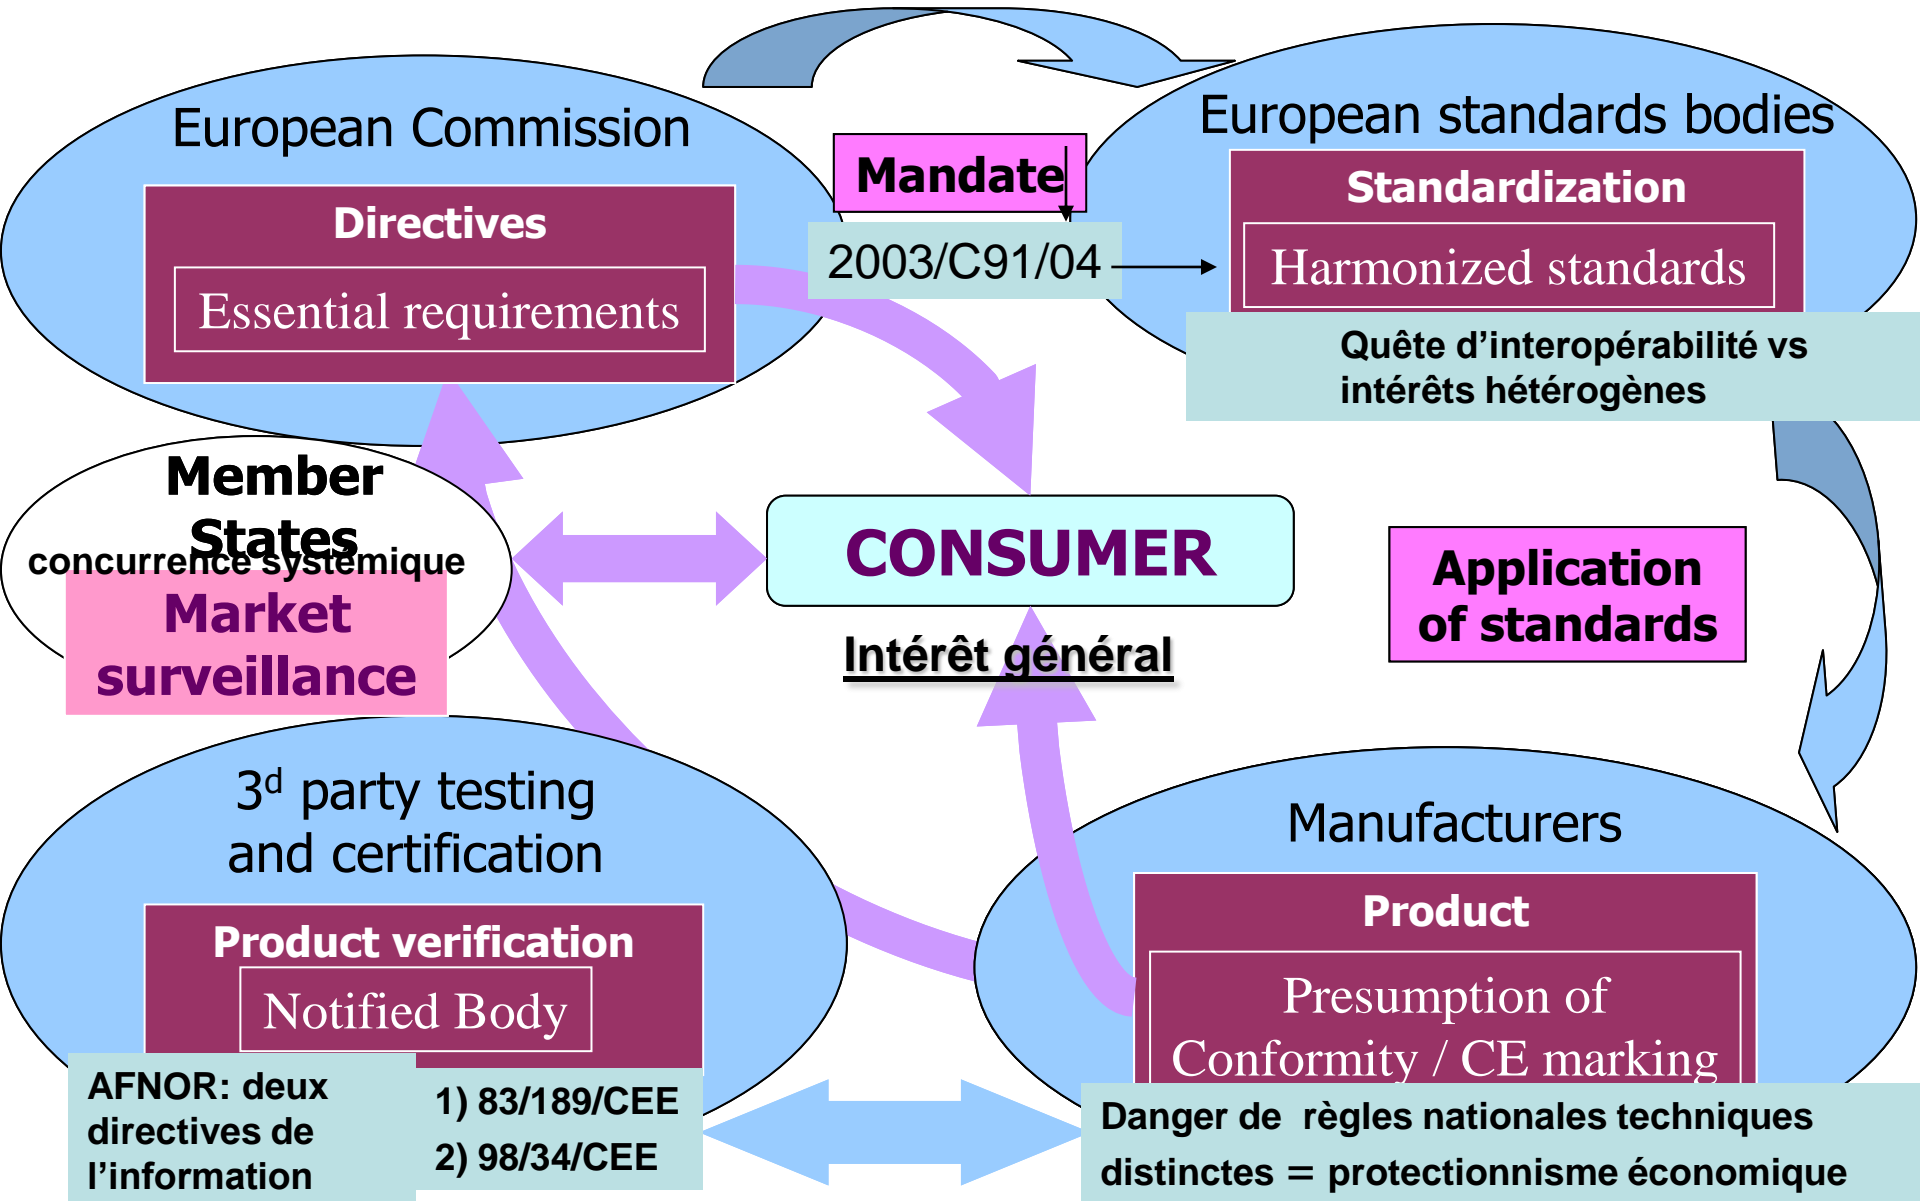 European Commission
Directives
Essential requirements
Mandate
2003/C91/04
European standards bodies
Standardization
Harmonized standards
Quête d’interopérabilité vs
intérêts hétérogènes
Member
States
concurrence systémique
Market
surveillance
CONSUMER
Intérêt général
Application
of standards
3d party testing
and certification
Product verification
Notified Body
AFNOR: deux
directives de
l’information
1) 83/189/CEE
2) 98/34/CEE
Manufacturers
Product
Presumption of
Conformity / CE marking
Danger de règles nationales techniques
distinctes = protectionnisme économique